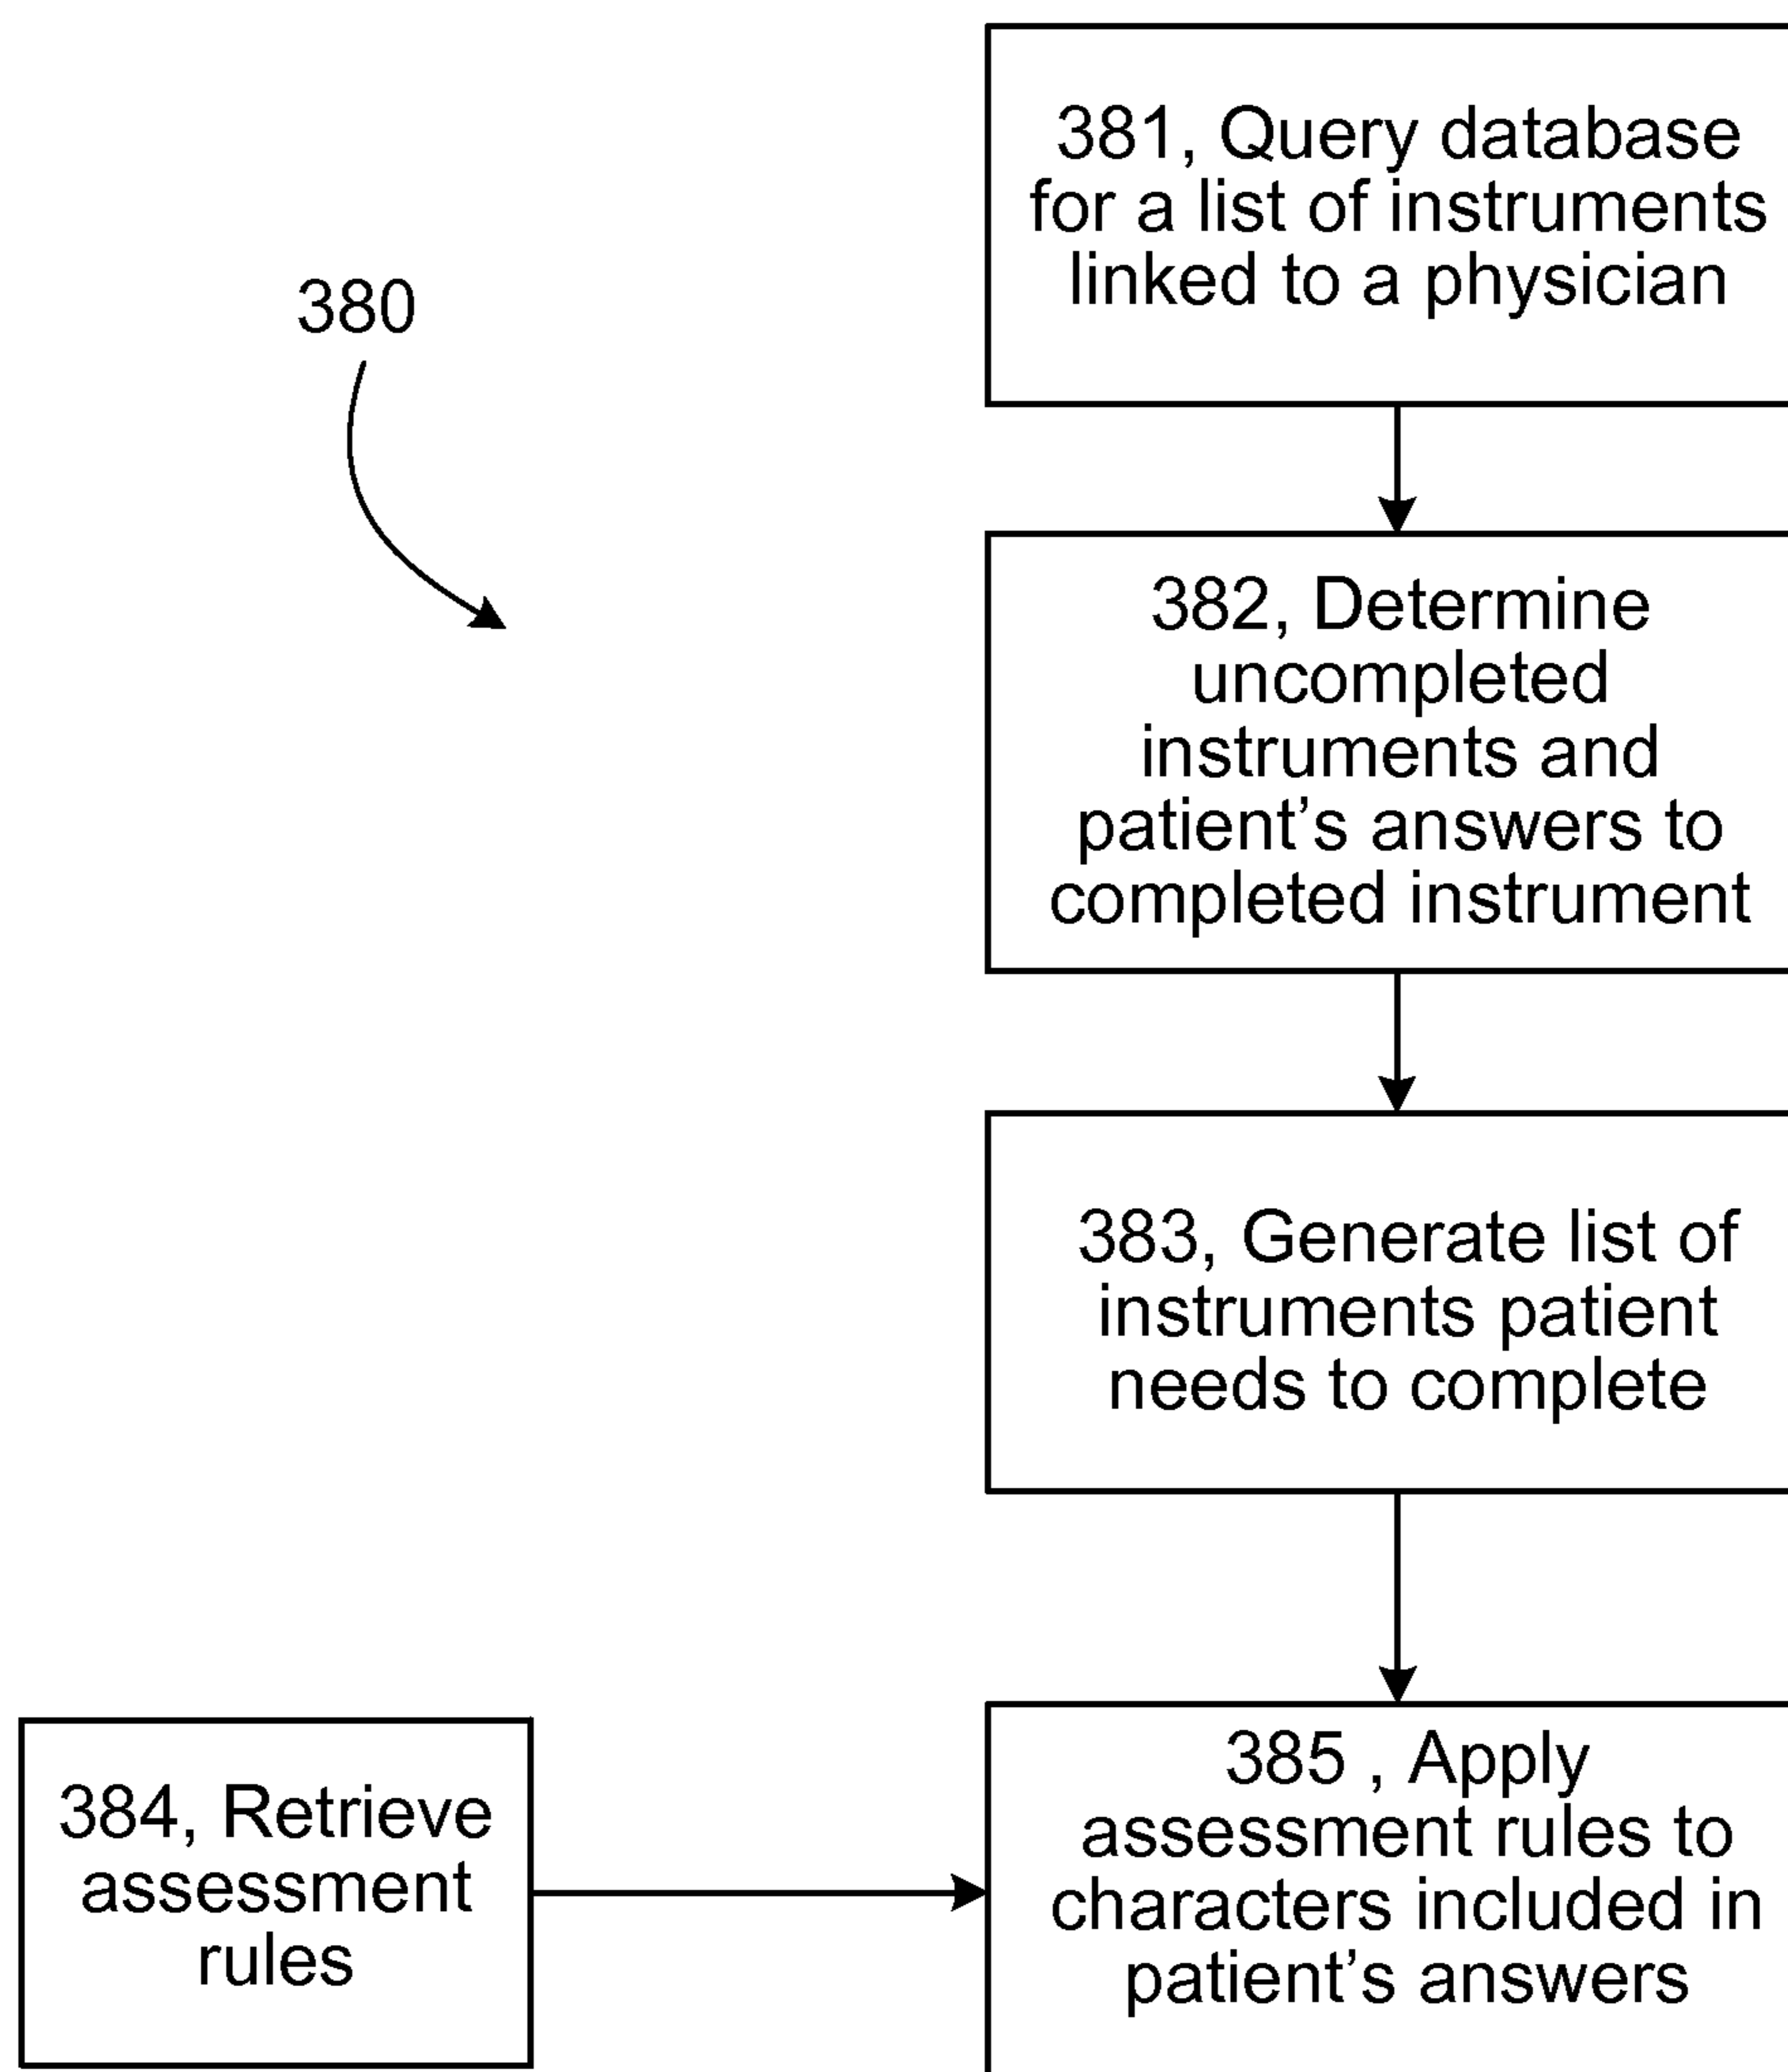 381, Query database
for a list of instruments
linked to a physician
380
382, Determine
uncompleted
instruments and
patient’s answers to
completed instrument
383, Generate list of
instruments patient
needs to complete
384, Retrieve
assessment
rules
385 , Apply
assessment rules to
characters included in
patient’s answers